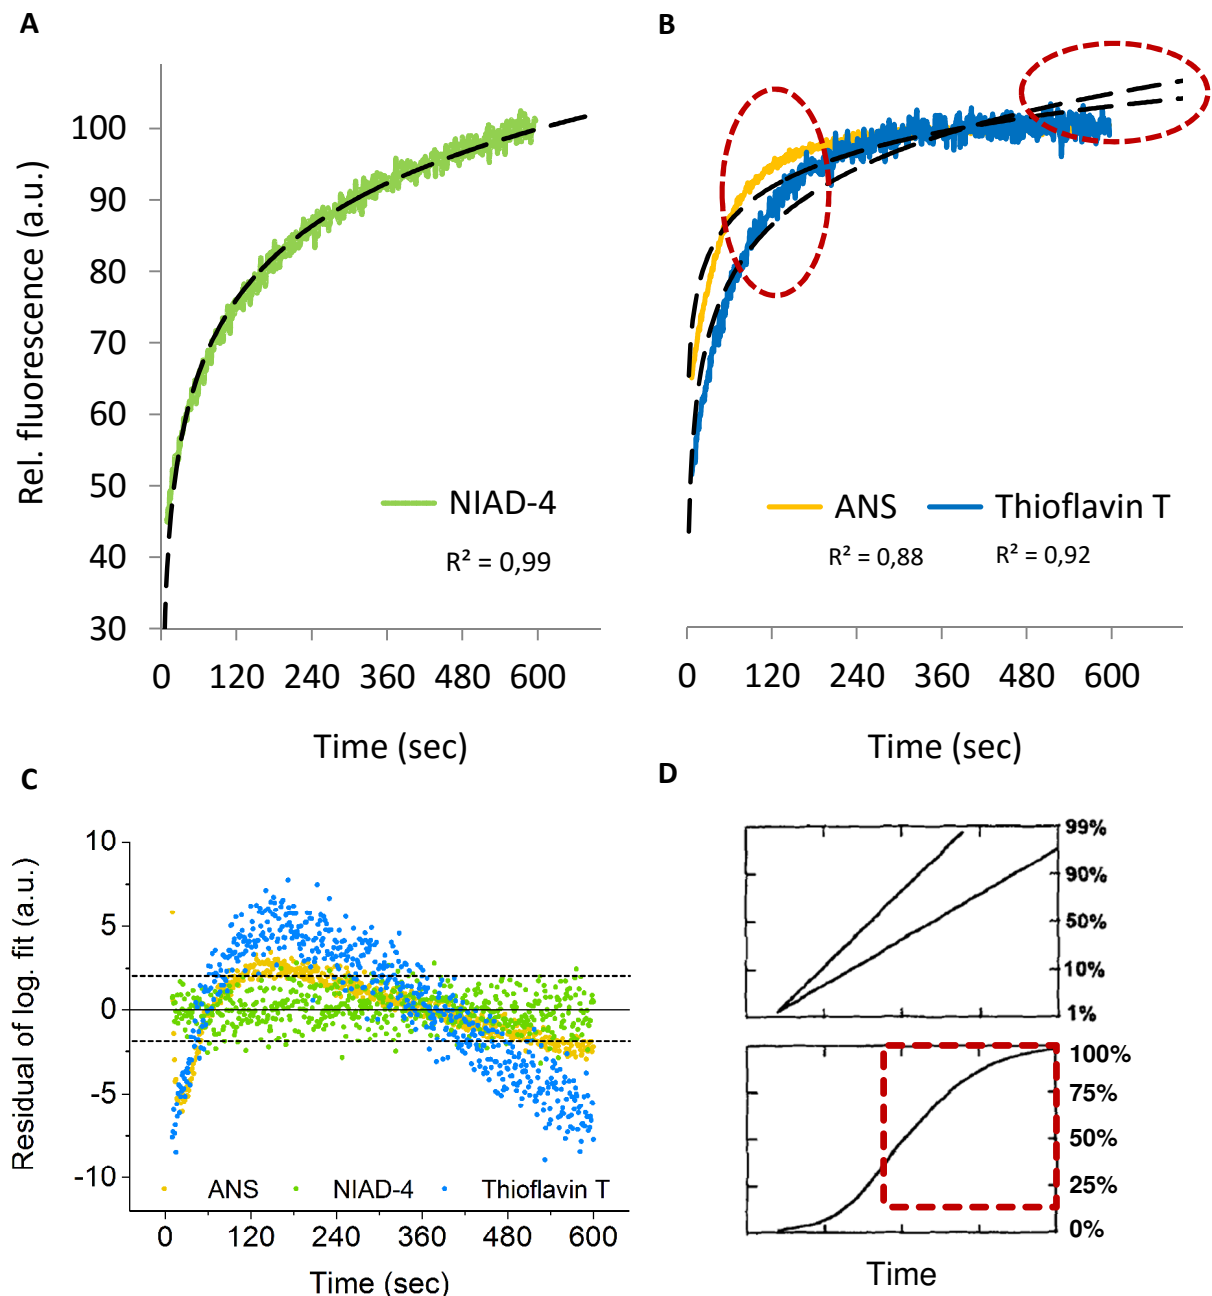 A
B
100
90
80
70
60
50
40
30
Rel. fluorescence (a.u.)
NIAD-4
R² = 0,99
ANS
Thioflavin T
R² = 0,88
R² = 0,92
0 120 240 360 480 600
0 120 240 360 480 600
Time (sec)
Time (sec)
C
D
10
5
0
-5
-10
Residual of log. fit (a.u.)
ANS NIAD-4 Thioflavin T
0 120 240 360 480 600
Time (sec)
99%
90%
50%
10%
1%
100%
75%
50%
25%
0%
Time